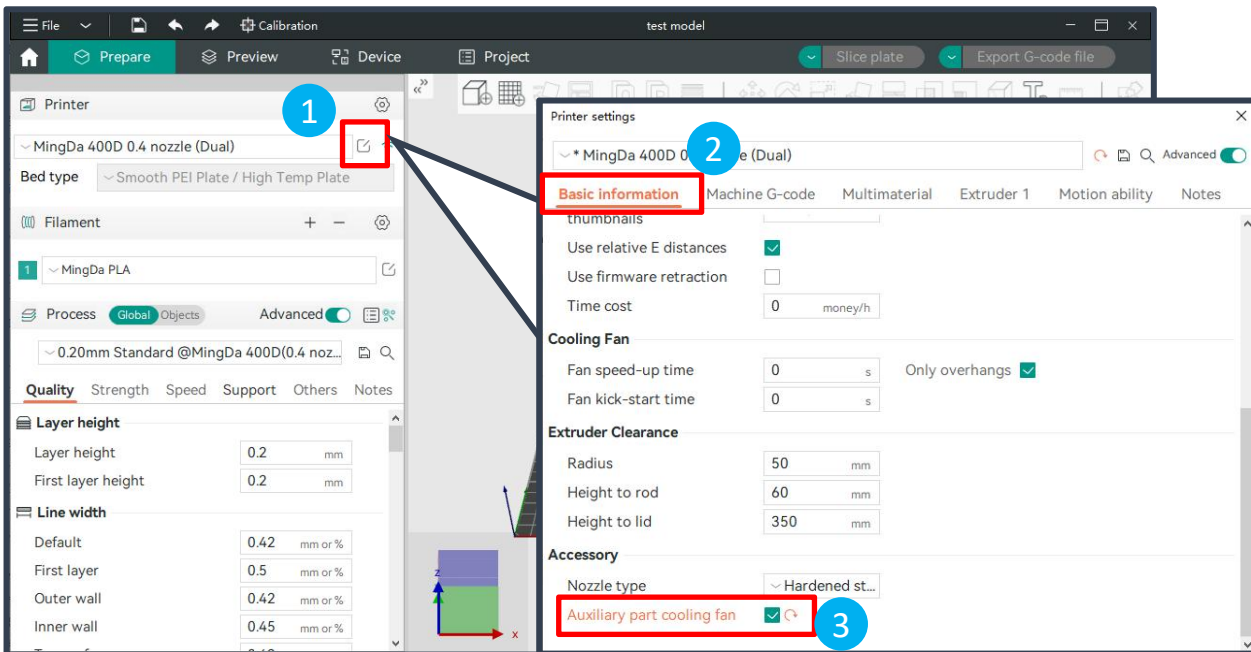 File
Calibration
test model
Prepare
Preview
Device
Project
Slice plate
Export G-code file
Printer
1
MingDa 400D 0.4 nozzle (Dual)
Bed type
Smooth PEI Plate / High Temp Plate
Filament
+ −
1
MingDa PLA
Process
Global
Objects
Advanced
0.20mm Standard @MingDa 400D(0.4 noz...
Quality
Strength
Speed
Support
Others
Notes
Layer height
Layer height 0.2 mm
First layer height 0.2 mm
Line width
Default 0.42 mm or %
First layer 0.5 mm or %
Outer wall 0.42 mm or %
Inner wall 0.45 mm or %
z
x
Printer settings
2
* MingDa 400D 0 (Dual)
Advanced
Basic information
Machine G-code
Multimaterial
Extruder 1
Motion ability
Notes
thumbnails
Use relative E distances
Use firmware retraction
Time cost 0 money/h
Cooling Fan
Fan speed-up time 0 s Only overhangs
Fan kick-start time 0 s
Extruder Clearance
Radius 50 mm
Height to rod 60 mm
Height to lid 350 mm
Accessory
Nozzle type Hardened st...
Auxiliary part cooling fan
3